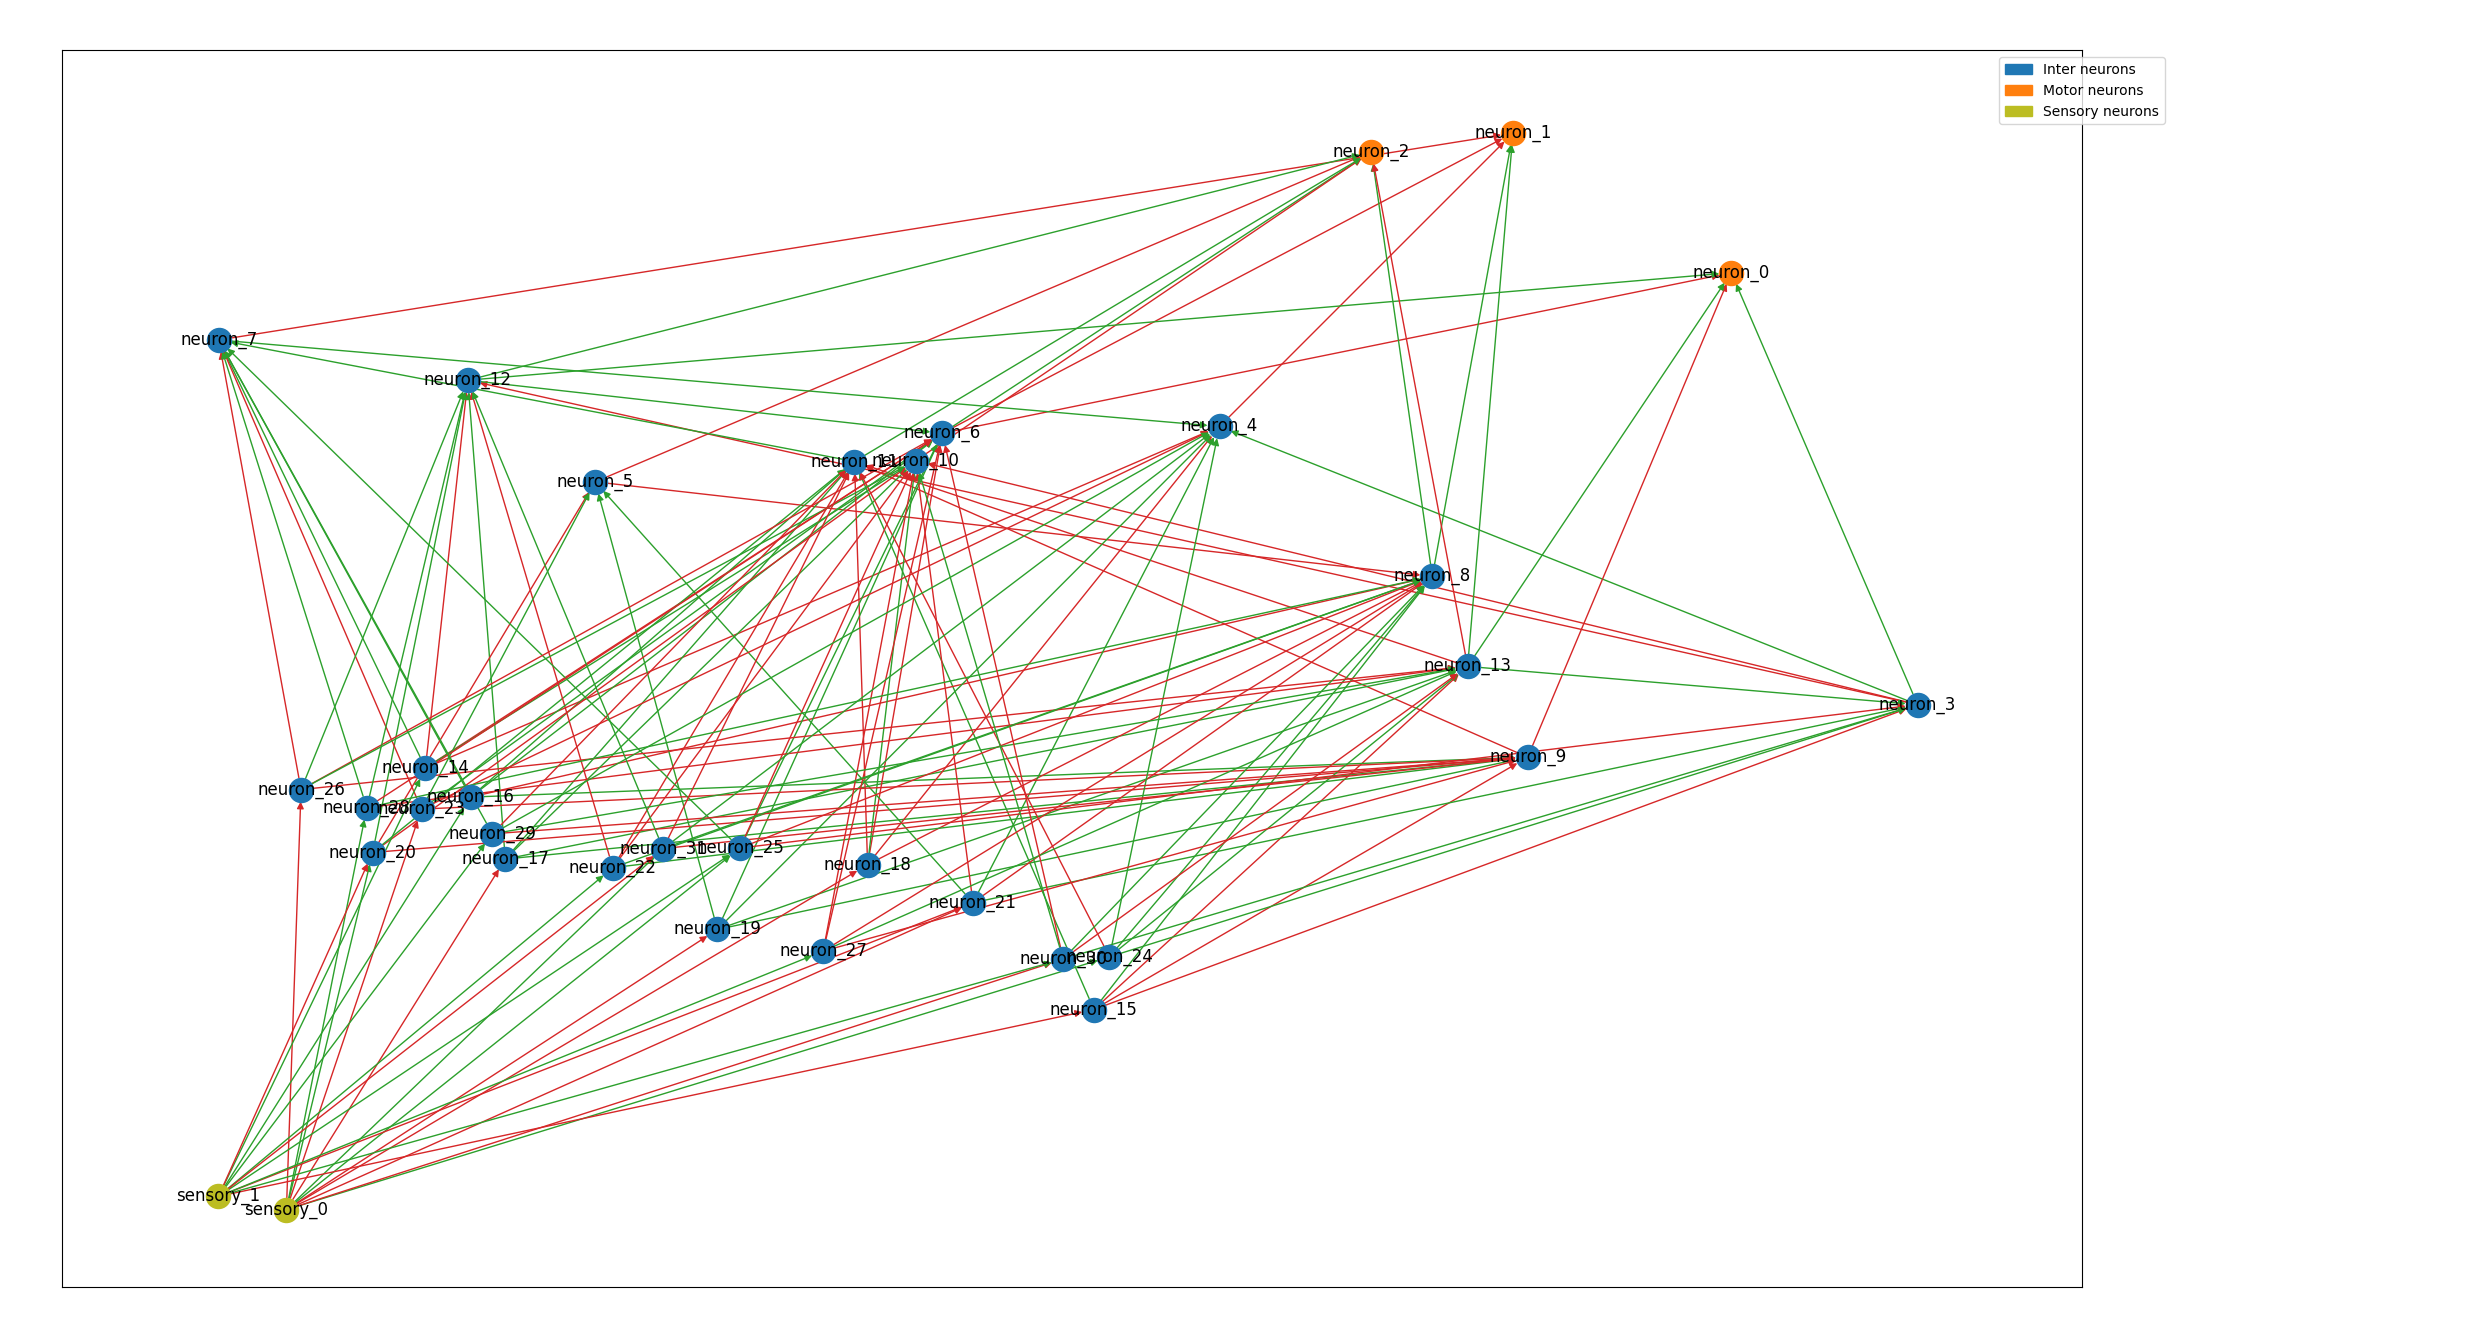 Inter neurons
Motor neurons
Sensory neurons
neuron_1
neuron_2
neuron_0
neuron_7
neuron_12
neuron_4
neuron_6
neuron_11
neuron_10
neuron_5
neuron_8
neuron_13
neuron_3
neuron_9
neuron_14
neuron_26
neuron_16
neuron_28
neuron_23
neuron_29
neuron_20
neuron_17
neuron_31
neuron_25
neuron_22
neuron_18
neuron_21
neuron_19
neuron_27
neuron_30
neuron_24
neuron_15
sensory_1
sensory_0